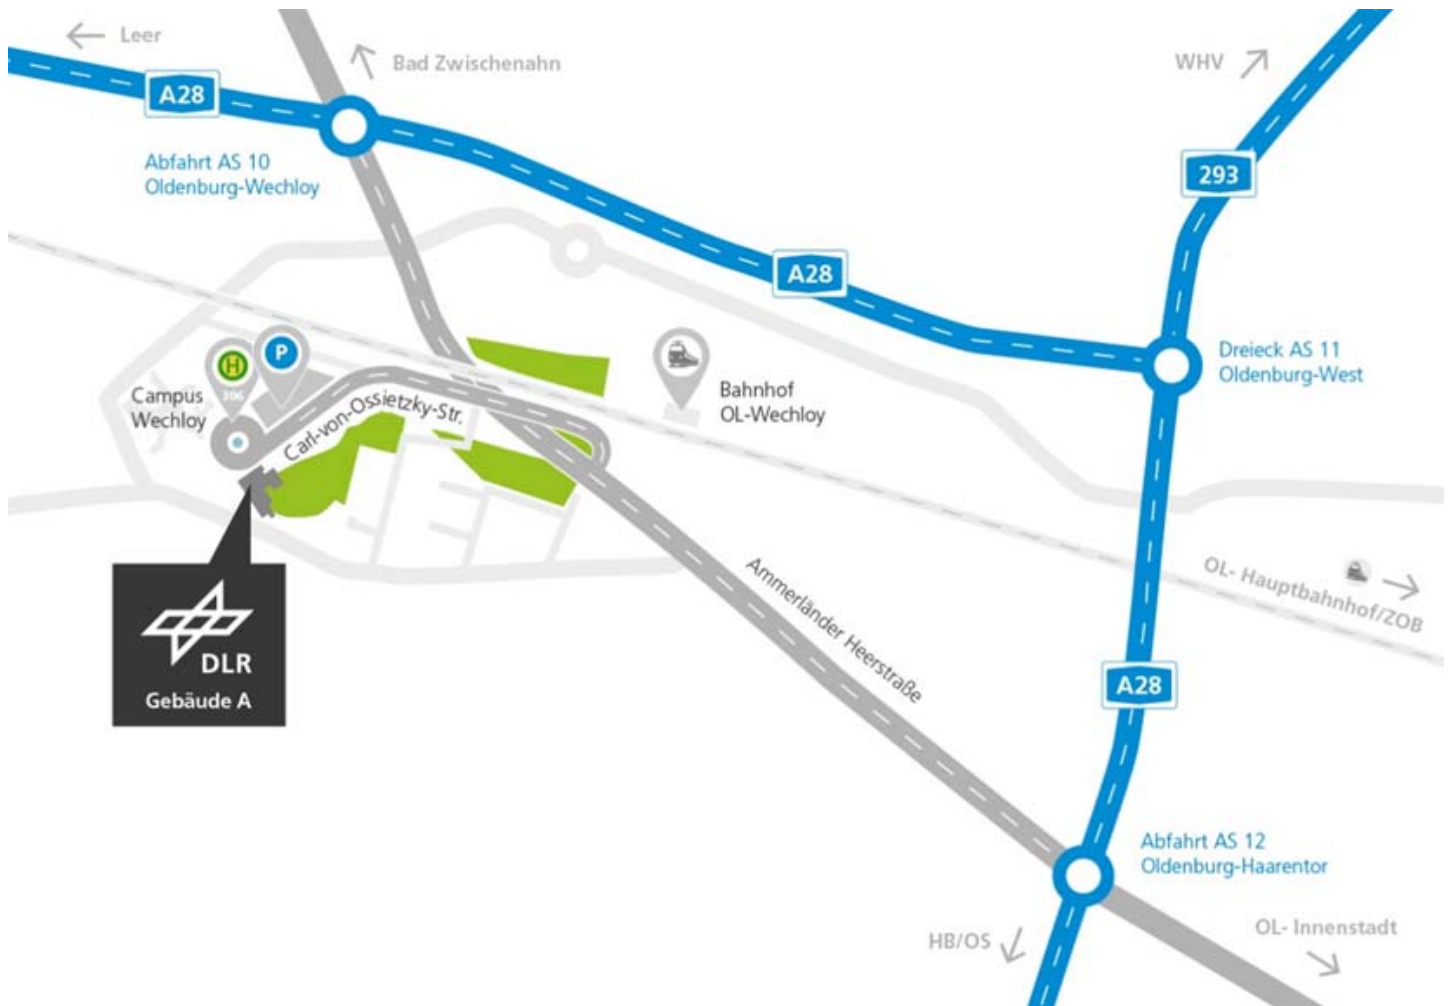 Leer
Bad Zwischenahn
WHV
A28
Abfahrt AS 10
Oldenburg-Wechloy
293
A28
Dreieck AS 11
Oldenburg-West
H
P
306
Campus
Wechloy
Bahnhof
OL-Wechloy
Carl-von-Ossietzky-Str.
Ammerländer Heerstraße
OL- Hauptbahnhof/ZOB
DLR
Gebäude A
A28
Abfahrt AS 12
Oldenburg-Haarentor
HB/OS
OL- Innenstadt